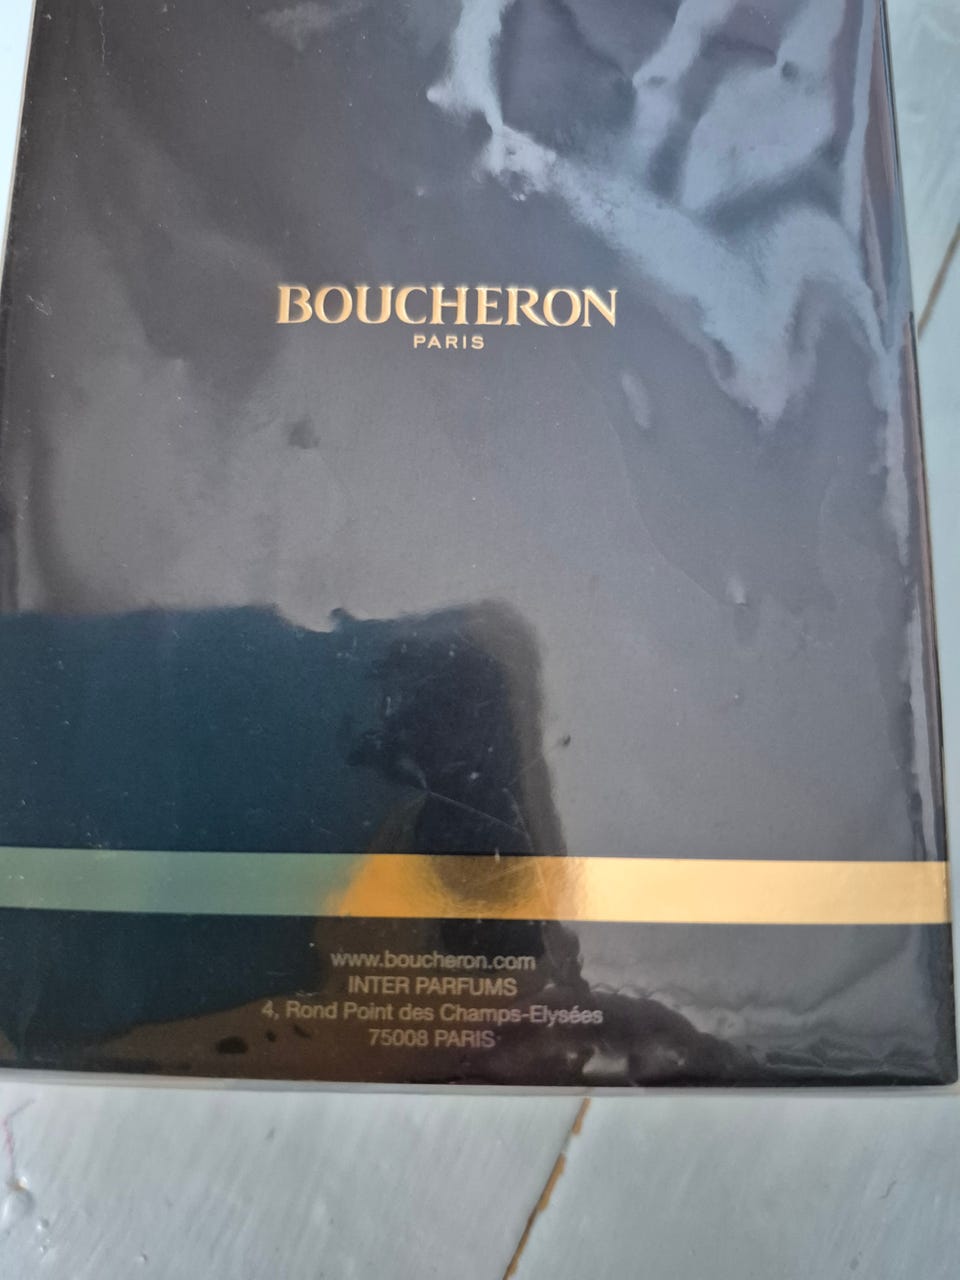 BOUCHERON
PARIS
www.boucheron.com
INTER PARFUMS
4, Rond Point des Champs-Elysées
75008 PARIS